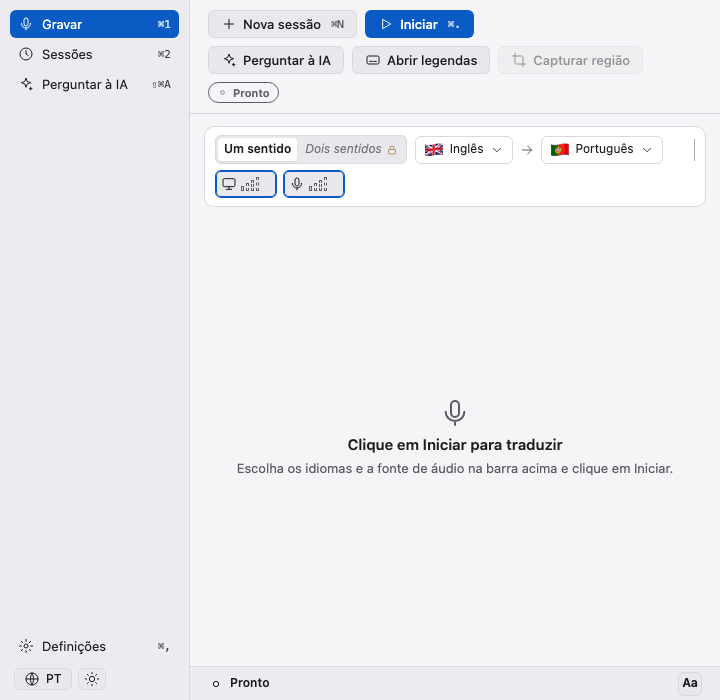 Gravar ⌘1
Sessões ⌘2
Perguntar à IA ⇧⌘A
Nova sessão ⌘N
Iniciar ⌘.
Perguntar à IA
Abrir legendas
Capturar região
Pronto
Um sentido
Dois sentidos
Inglês
Português
Clique em Iniciar para traduzir
Escolha os idiomas e a fonte de áudio na barra acima e clique em Iniciar.
Definições ⌘,
PT
Pronto
Aa